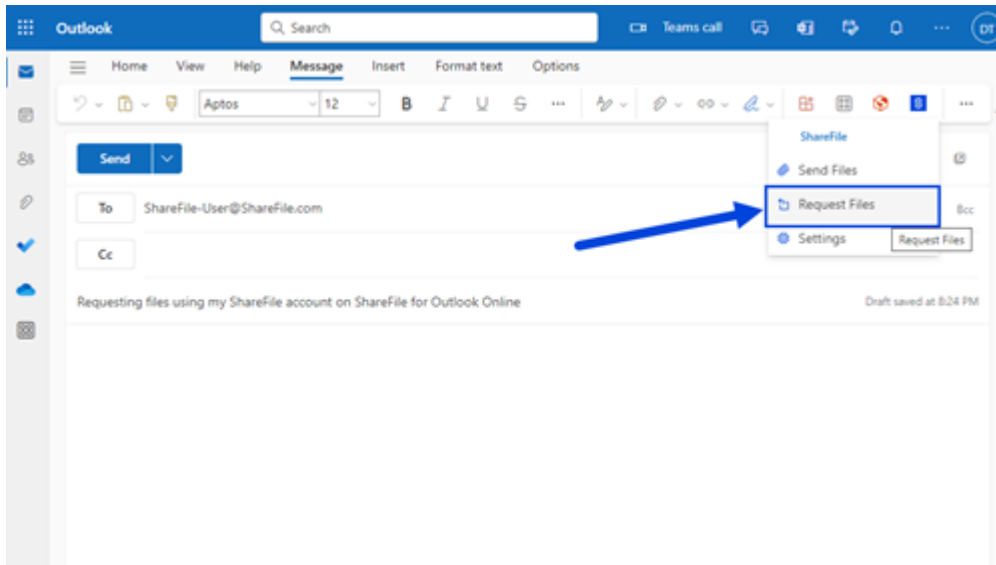 Outlook
Search
Teams call
DT
Home View Help Message Insert Format text Options
Aptos 12 B I U S
ShareFile
Send
Send Files
To ShareFile-User@ShareFile.com
Request Files
Bcc
Cc
Settings
Request Files
Requesting files using my ShareFile account on ShareFile for Outlook Online
Draft saved at 8:24 PM